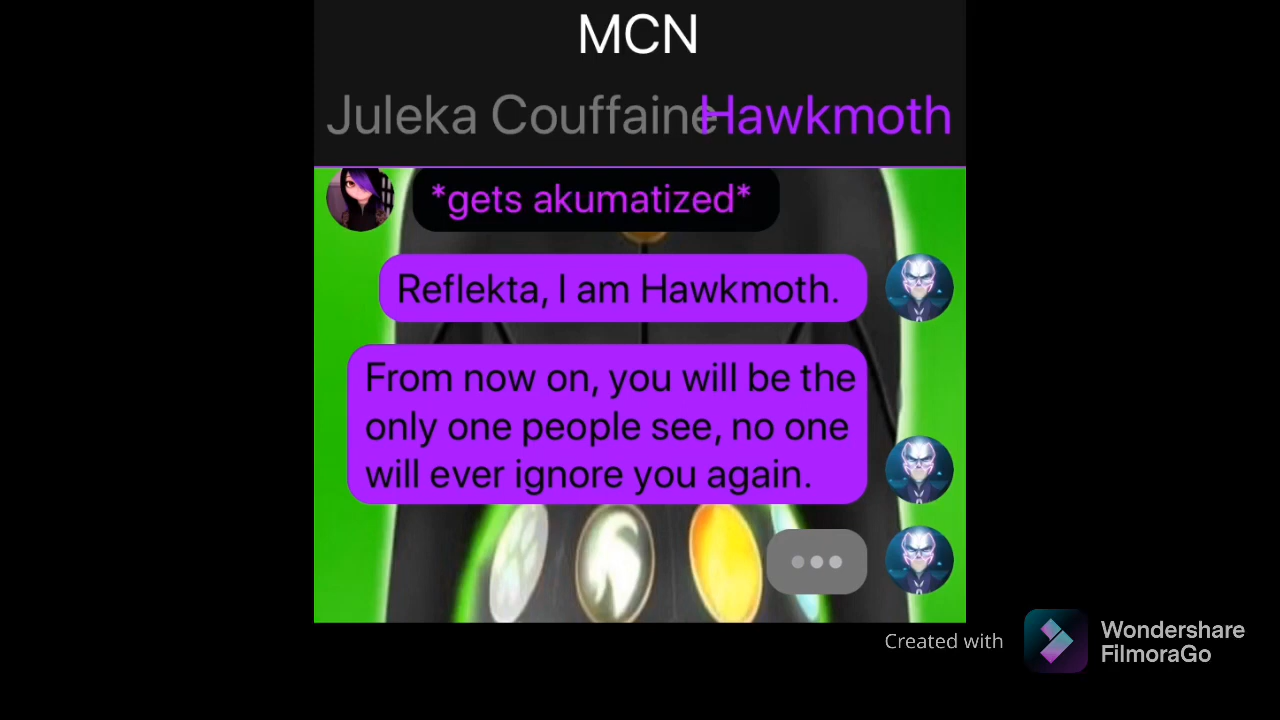 MCN
Juleka Couffaine Hawkmoth
*gets akumatized*
Reflekta, I am Hawkmoth.
From now on, you will be the
only one people see, no one
will ever ignore you again.
Created with
Wondershare
FilmoraGo